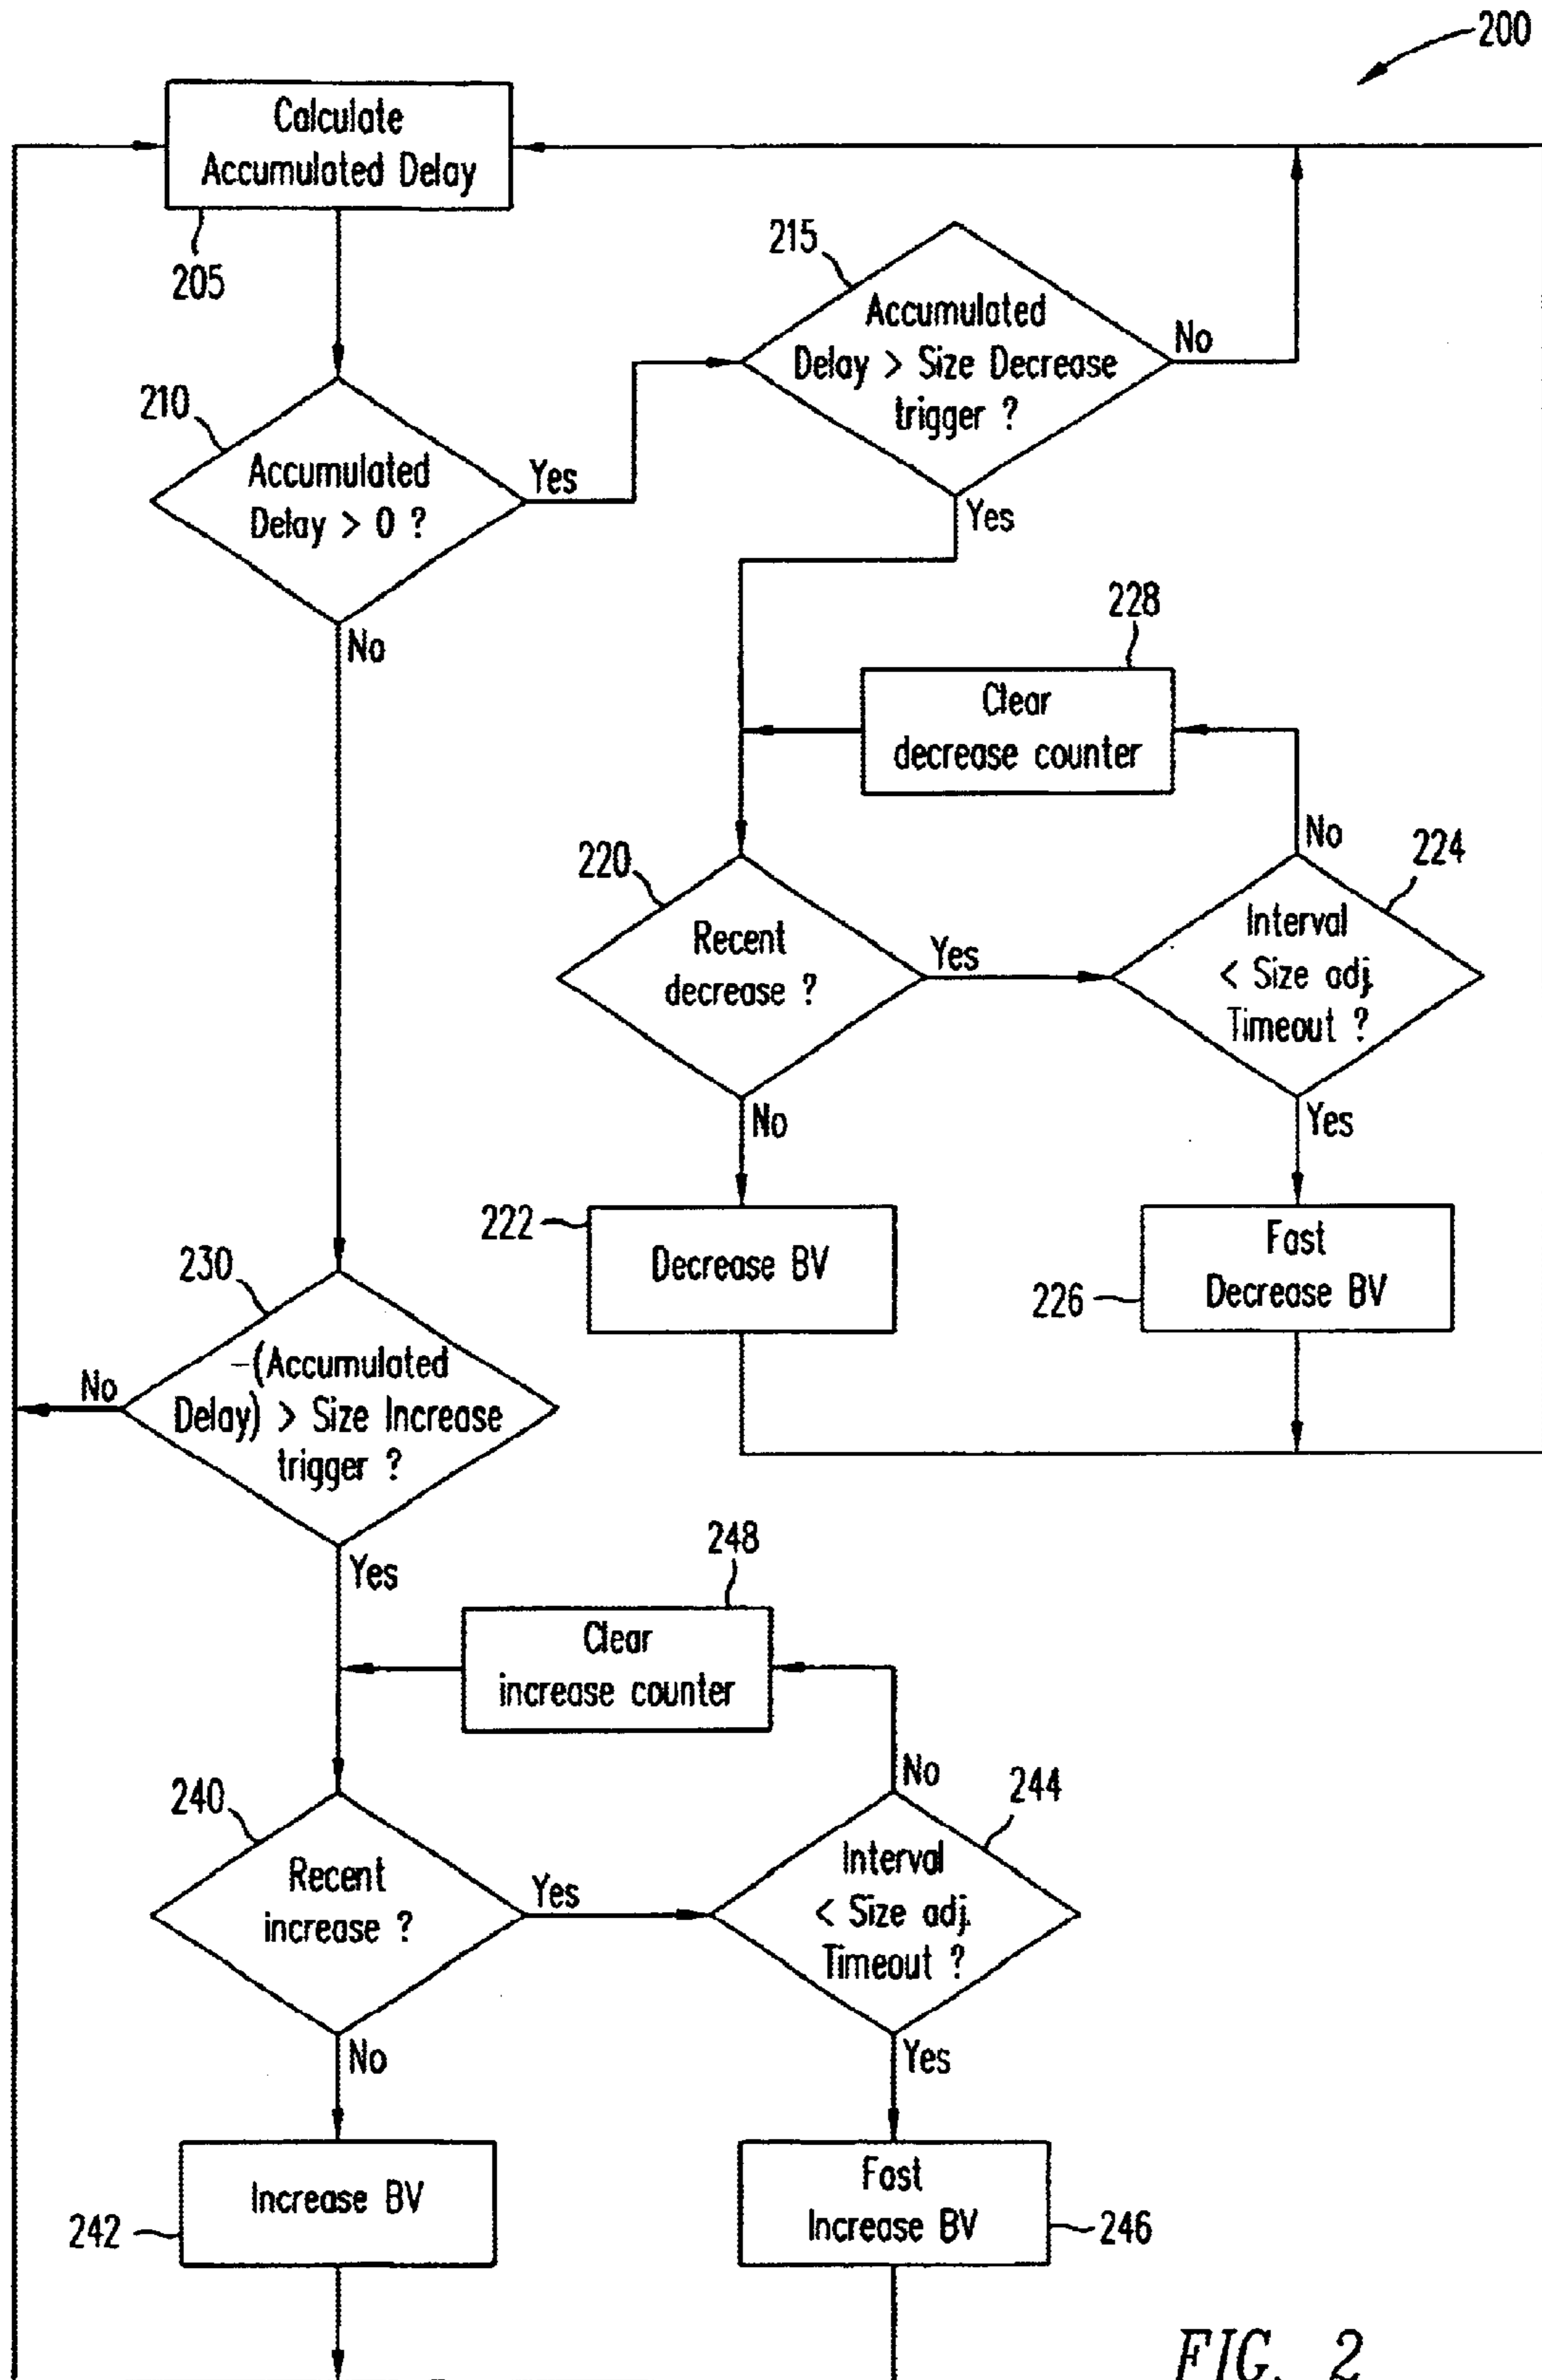 200
Calculate
Accumulated Delay
205
215
Accumulated
Delay > Size Decrease
trigger ?
No
Yes
210
Accumulated
Delay > 0 ?
Yes
No
228
Clear
decrease counter
220
Recent
decrease ?
Yes
No
224
Interval
< Size adj.
Timeout ?
No
Yes
222
Decrease BV
226
Fast
Decrease BV
230
-(Accumulated
Delay) > Size Increase
trigger ?
No
Yes
248
Clear
increase counter
240
Recent
increase ?
Yes
No
244
Interval
< Size adj.
Timeout ?
No
Yes
242
Increase BV
246
Fast
Increase BV
FIG. 2